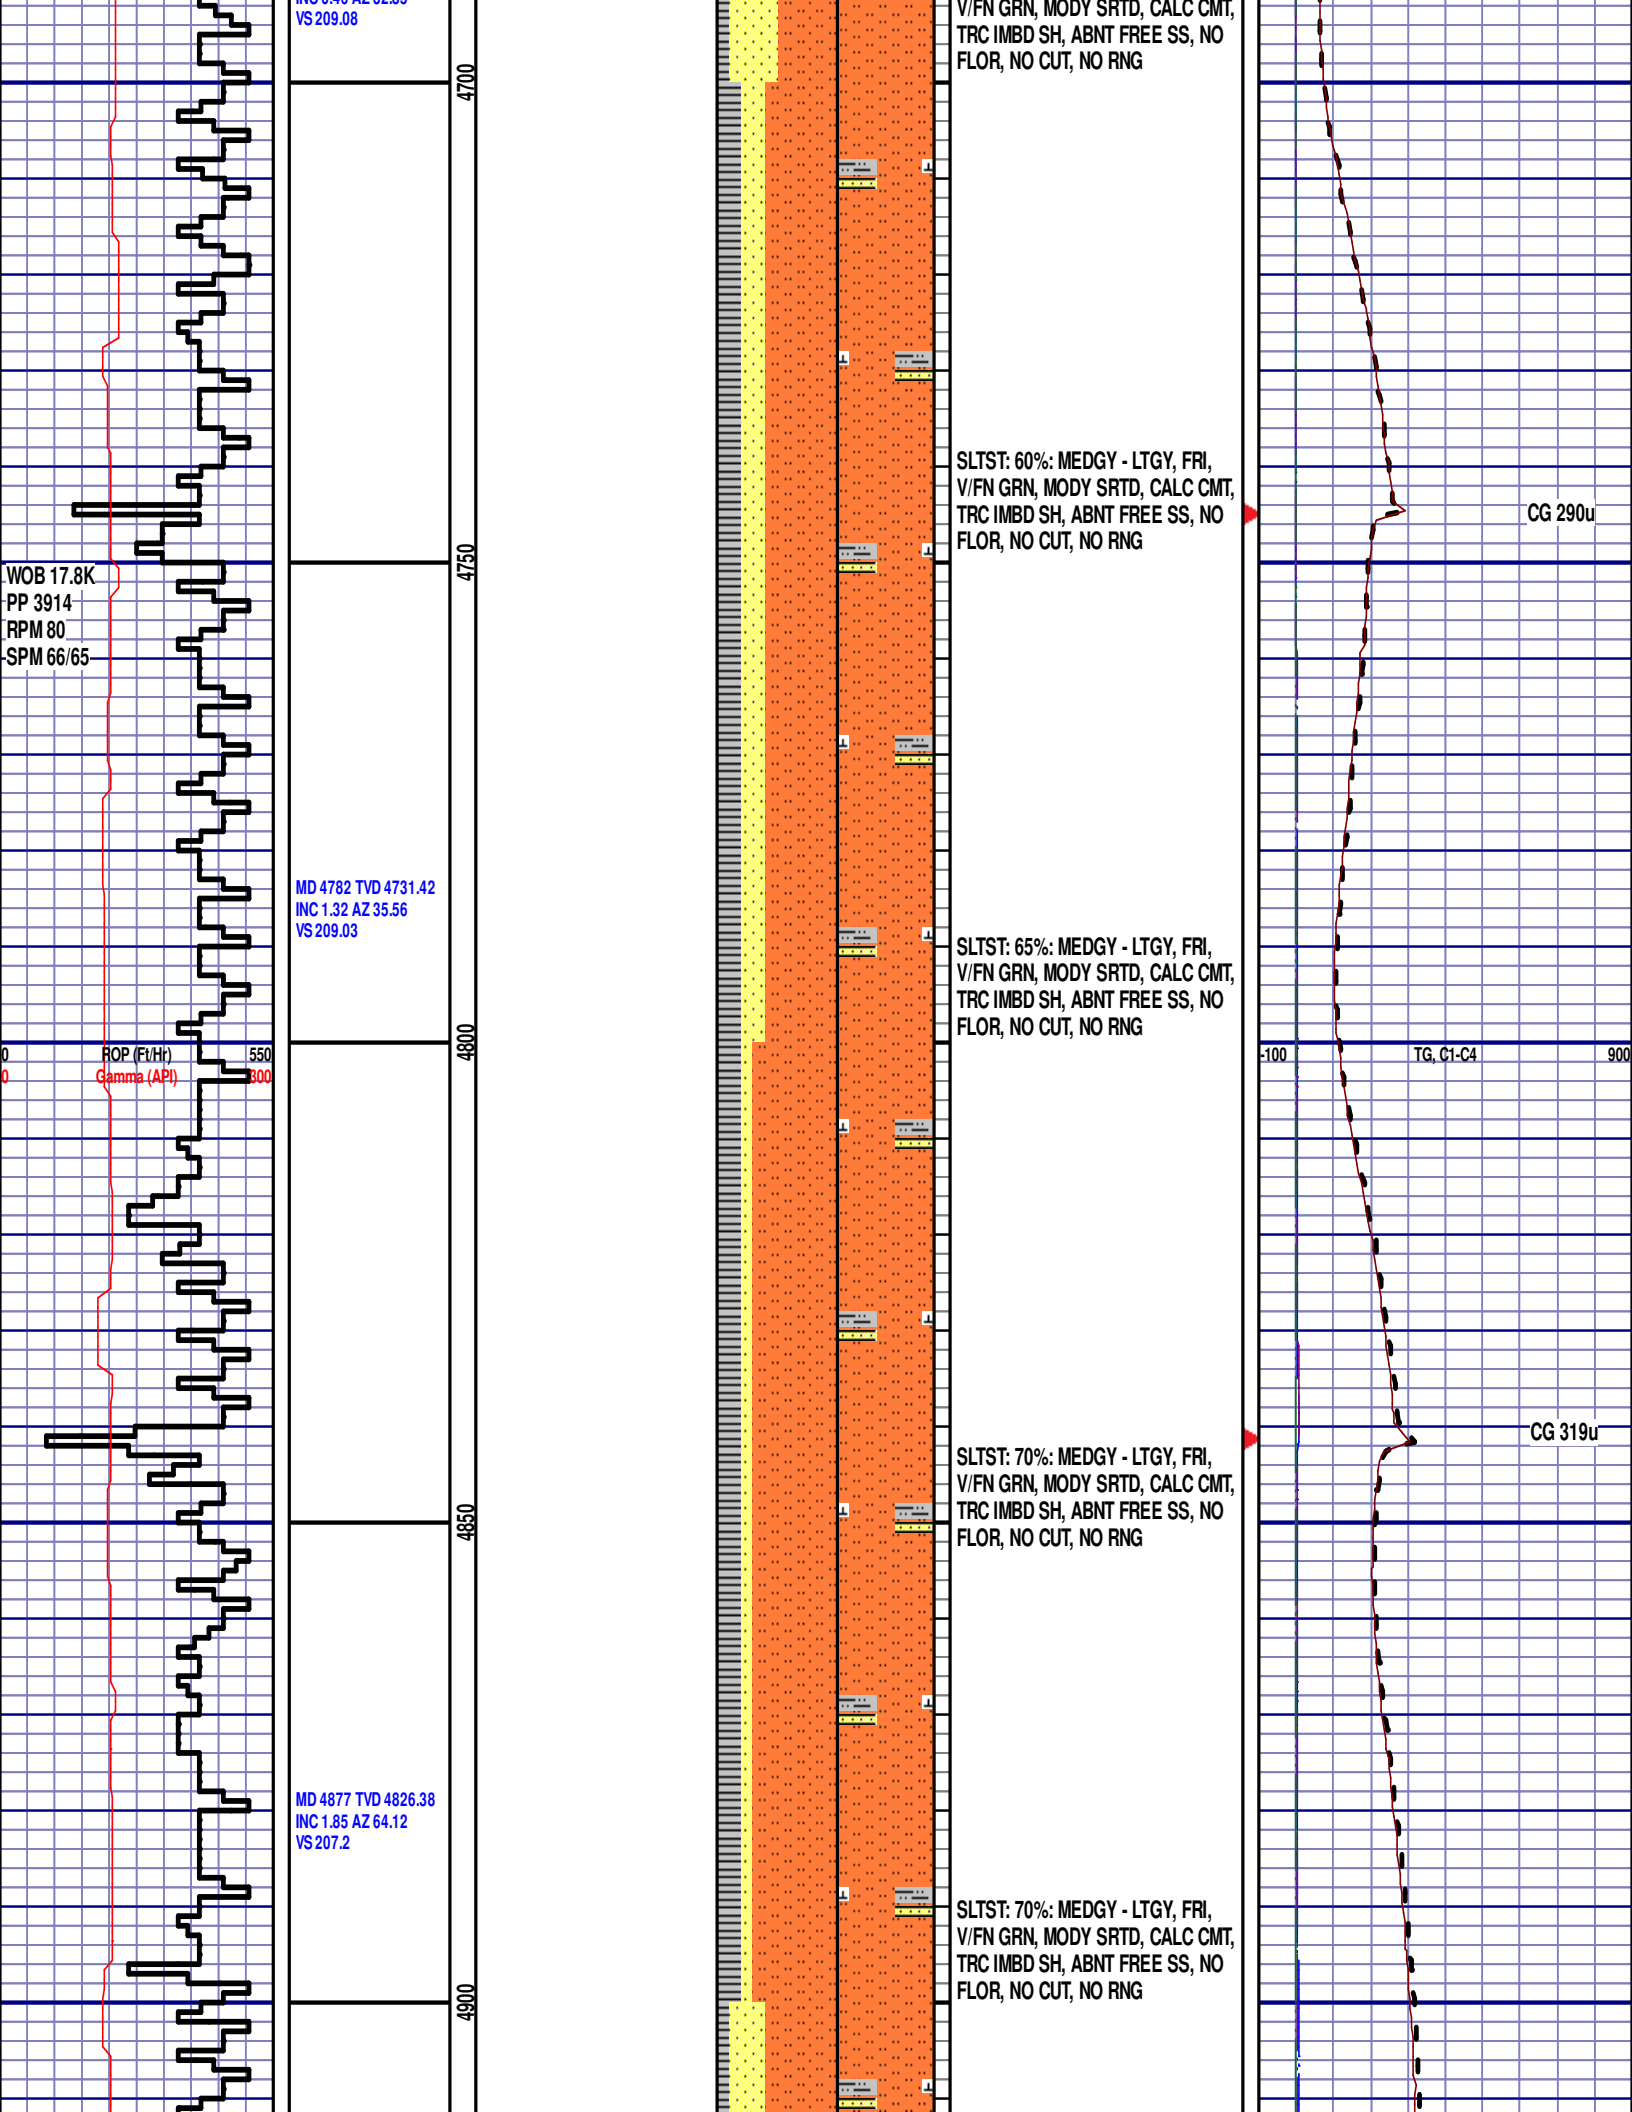 VS 209.08
V/FN GRN, MODY SRTD, CALC CMT,
TRC IMBD SH, ABNT FREE SS, NO
FLOR, NO CUT, NO RNG
4700
SLTST: 60%: MEDGY - LTGY, FRI,
V/FN GRN, MODY SRTD, CALC CMT,
TRC IMBD SH, ABNT FREE SS, NO
FLOR, NO CUT, NO RNG
CG 290u
4750
WOB 17.8K
PP 3914
RPM 80
SPM 66/65
MD 4782 TVD 4731.42
INC 1.32 AZ 35.56
VS 209.03
SLTST: 65%: MEDGY - LTGY, FRI,
V/FN GRN, MODY SRTD, CALC CMT,
TRC IMBD SH, ABNT FREE SS, NO
FLOR, NO CUT, NO RNG
4800
0 ROP (Ft/Hr) 550
0 Gamma (API) 300
-100 TG, C1-C4 900
CG 319u
SLTST: 70%: MEDGY - LTGY, FRI,
V/FN GRN, MODY SRTD, CALC CMT,
TRC IMBD SH, ABNT FREE SS, NO
FLOR, NO CUT, NO RNG
4850
MD 4877 TVD 4826.38
INC 1.85 AZ 64.12
VS 207.2
SLTST: 70%: MEDGY - LTGY, FRI,
V/FN GRN, MODY SRTD, CALC CMT,
TRC IMBD SH, ABNT FREE SS, NO
FLOR, NO CUT, NO RNG
4900